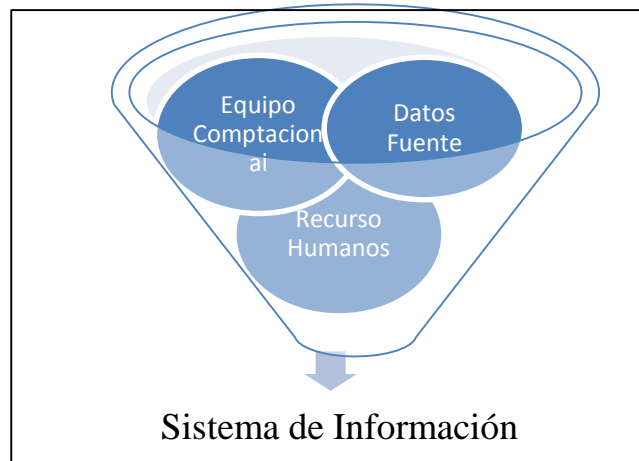 Equipo
Comptacion
ai
Datos
Fuente
Recurso
Humanos
Sistema de Información